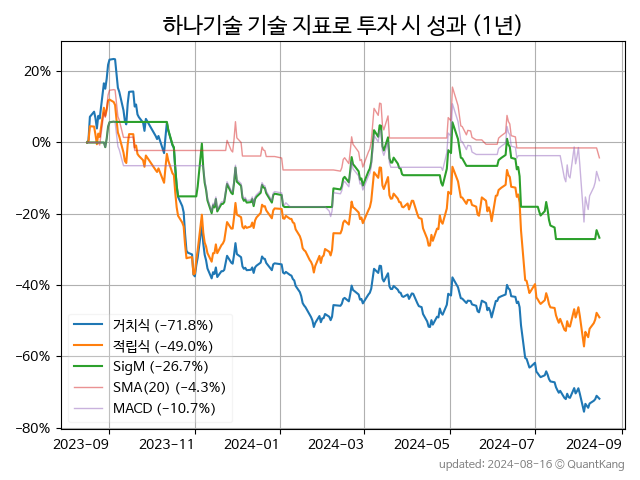 하나기술 기술 지표로 투자 시 성과 (1년)
20%
0%
−20%
−40%
−60%
−80%
거치식 (−71.8%)
적립식 (−49.0%)
SigM (−26.7%)
SMA(20) (−4.3%)
MACD (−10.7%)
2023−09
2023−11
2024−01
2024−03
2024−05
2024−07
2024−09
updated: 2024−08−16 © QuantKang